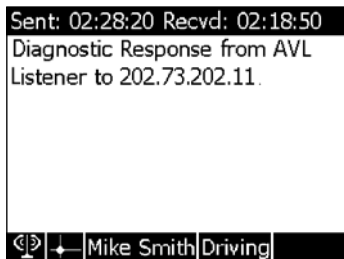 Sent: 02:28:20 Recvd: 02:18:50
Diagnostic Response from AVL
Listener to 202.73.202.11.
Mike Smith Driving